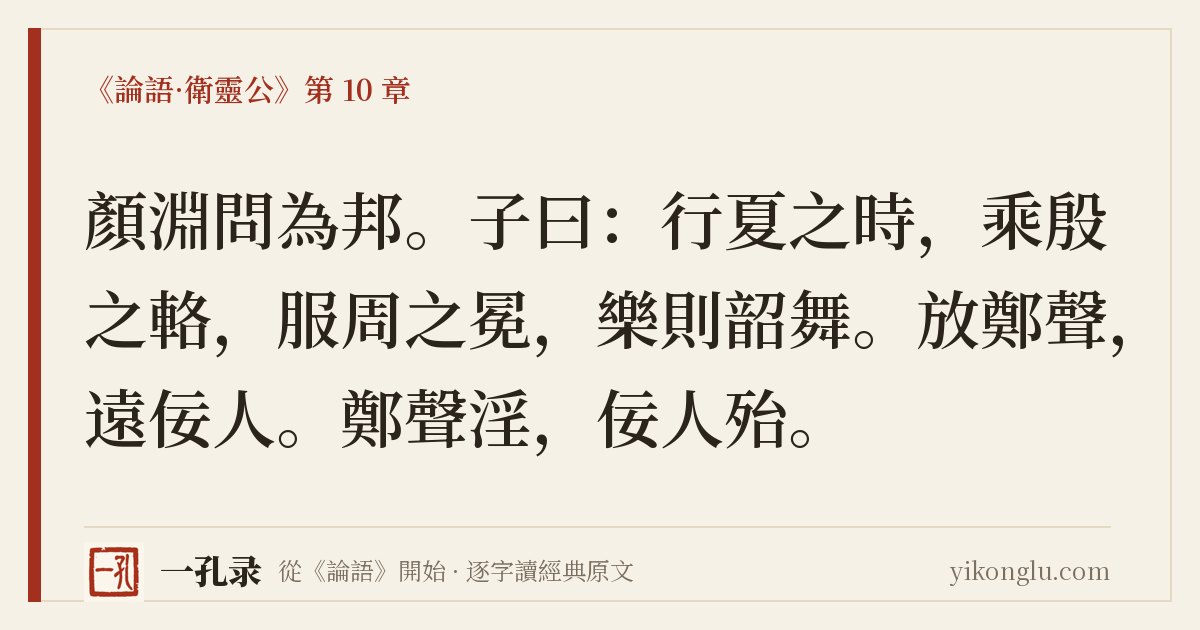 《論語·衛靈公》第 10 章
顏淵問為邦。子曰：行夏之時，乘殷
之輅，服周之冕，樂則韶舞。放鄭聲，
遠佞人。鄭聲淫，佞人殆。
一孔
一孔录 從《論語》開始 · 逐字讀經典原文
yikonglu.com